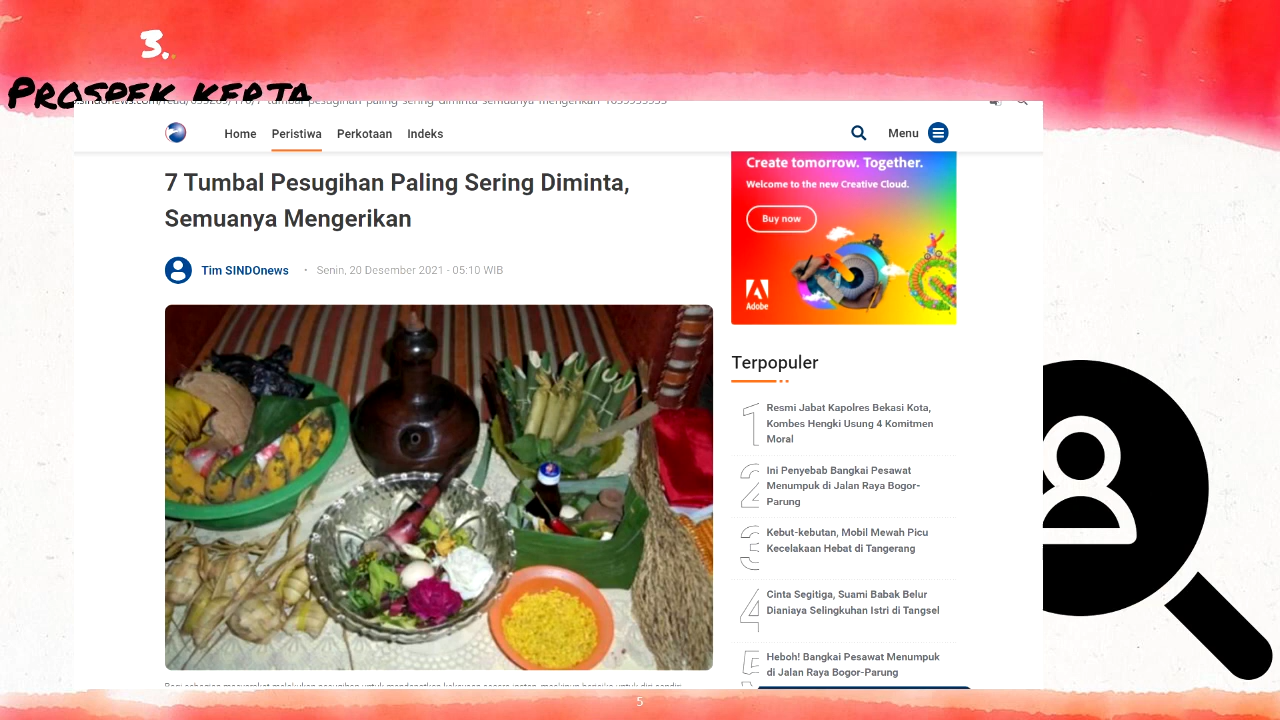 3.
Prospek kerta
Home Peristiwa Perkotaan Indeks
Menu
7 Tumbal Pesugihan Paling Sering Diminta,
Semuanya Mengerikan
Tim SINDOnews • Senin, 20 Desember 2021 - 05:10 WIB
Create tomorrow. Together.
Welcome to the new Creative Cloud.
Buy now
Adobe
Terpopuler
1 Resmi Jabat Kapolres Bekasi Kota,
Kombes Hengki Usung 4 Komitmen
Moral
2 Ini Penyebab Bangkai Pesawat
Menumpuk di Jalan Raya Bogor-
Parung
3 Kebut-kebutan, Mobil Mewah Picu
Kecelakaan Hebat di Tangerang
4 Cinta Segitiga, Suami Babak Belur
Dianiaya Selingkuhan Istri di Tangsel
5 Heboh! Bangkai Pesawat Menumpuk
di Jalan Raya Bogor-Parung
5